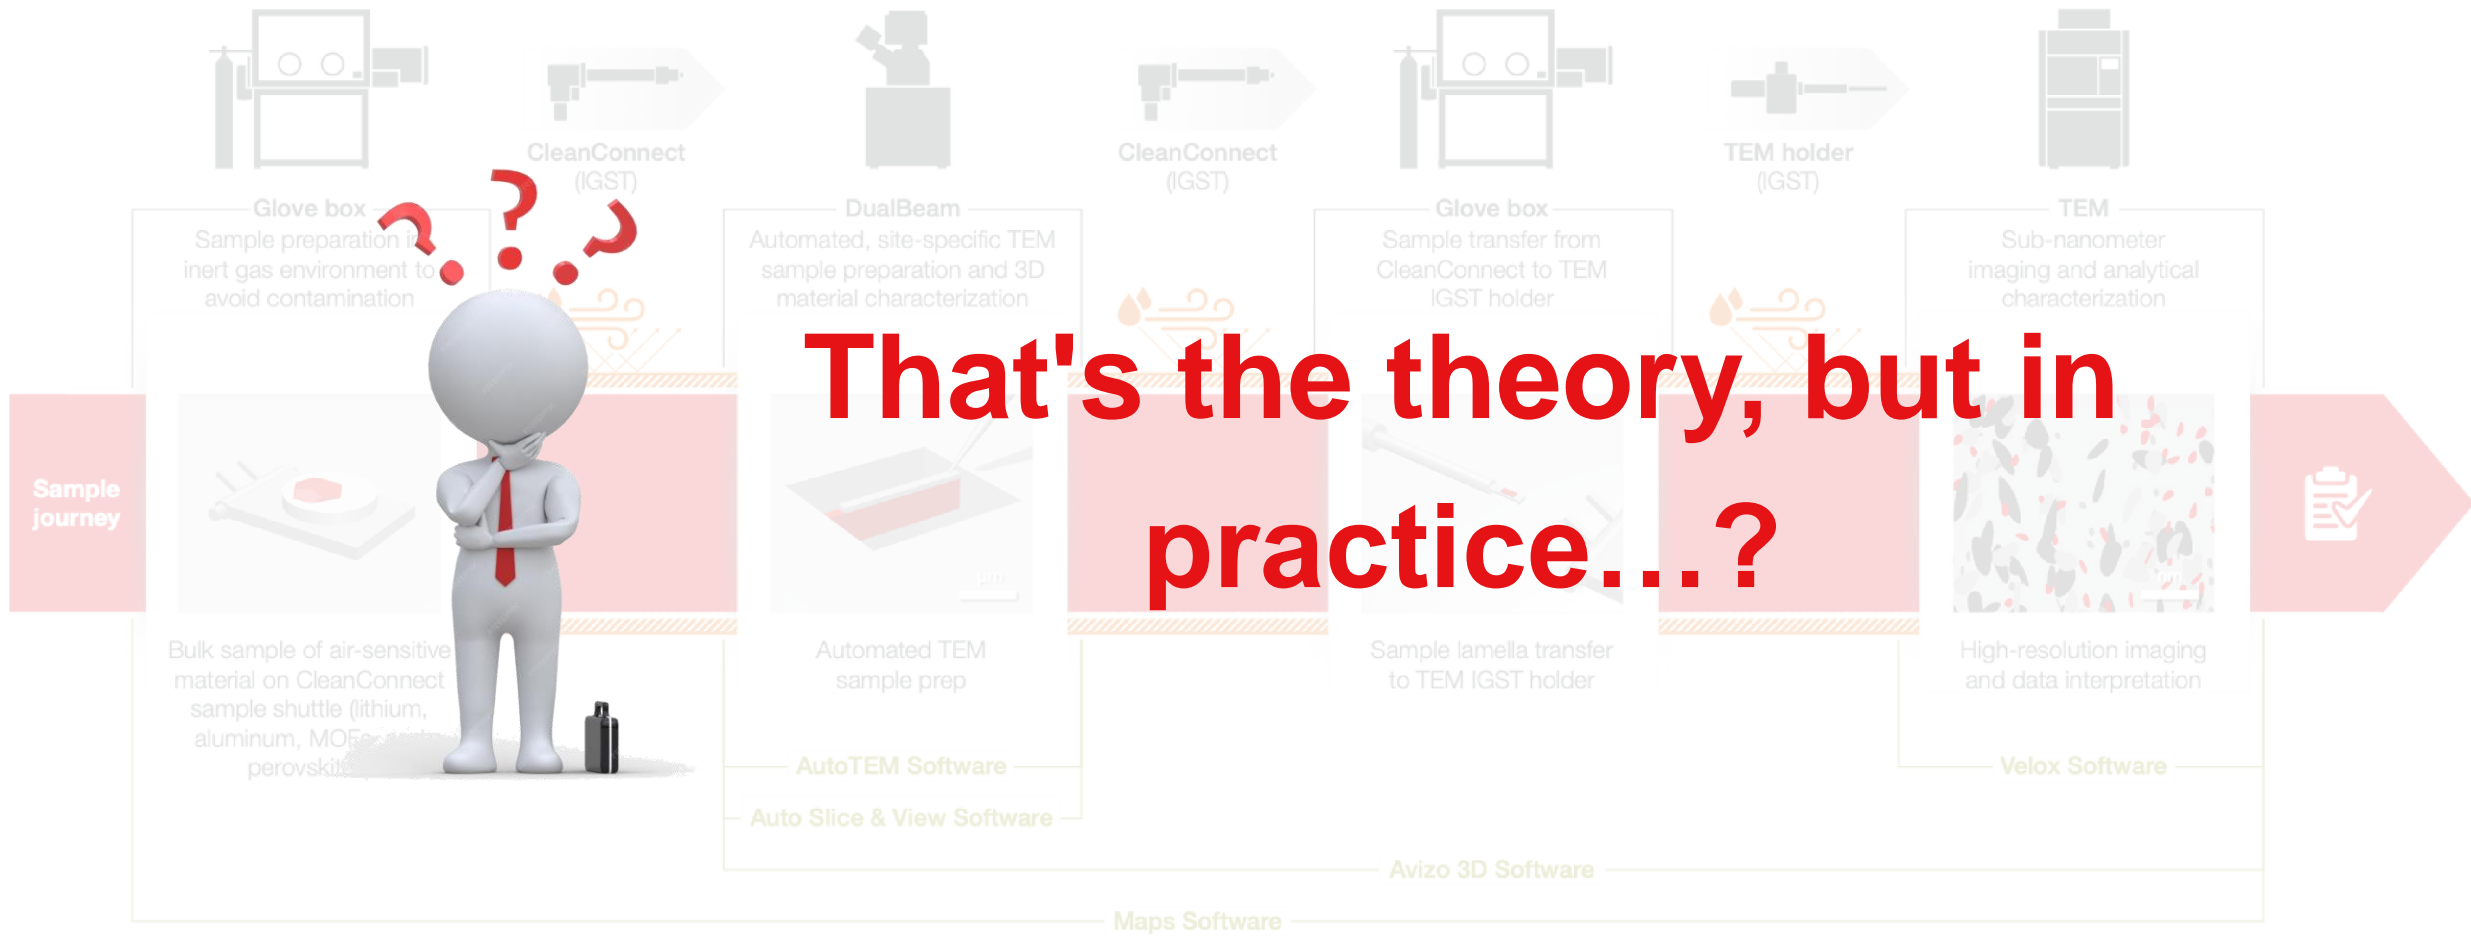 CleanConnect
(IGST)
CleanConnect
(IGST)
TEM holder
(IGST)
Glove box
Sample preparation in
inert gas environment to
avoid contamination
DualBeam
Automated, site-specific TEM
sample preparation and 3D
material characterization
Glove box
Sample transfer from
CleanConnect to TEM
IGST holder
TEM
Sub-nanometer
imaging and analytical
characterization
? ? ?
That's the theory, but in
practice…?
Sample
journey
µm
Bulk sample of air-sensitive
material on CleanConnect
sample shuttle (lithium,
aluminum, MOFs,
Automated TEM
sample prep
Sample lamella transfer
to TEM IGST holder
High-resolution imaging
and data interpretation
AutoTEM Software
Auto Slice & View Software
Velox Software
Avizo 3D Software
Maps Software